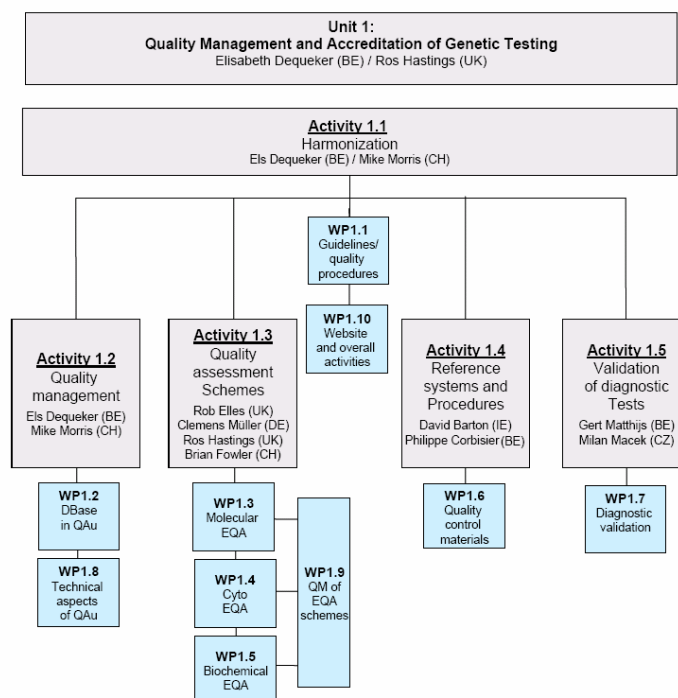 Unit 1:
Quality Management and Accreditation of Genetic Testing
Elisabeth Dequeker (BE) / Ros Hastings (UK)
Activity 1.1
Harmonization
Els Dequeker (BE) / Mike Morris (CH)
WP1.1
Guidelines/
quality
procedures
WP1.10
Website
and overall
activities
Activity 1.2
Quality
management
Els Dequeker (BE)
Mike Morris (CH)
Activity 1.3
Quality
assessment
Schemes
Rob Elles (UK)
Clemens Müller (DE)
Ros Hastings (UK)
Brian Fowler (CH)
Activity 1.4
Reference
systems and
Procedures
David Barton (IE)
Philippe Corbisier (BE)
Activity 1.5
Validation
of diagnostic
Tests
Gert Matthijs (BE)
Milan Macek (CZ)
WP1.2
DBase
in QAu
WP1.8
Technical
aspects
of QAu
WP1.3
Molecular
EQA
WP1.4
Cyto
EQA
WP1.5
Biochemical
EQA
WP1.9
QM of
EQA
schemes
WP1.6
Quality
control
materials
WP1.7
Diagnostic
validation